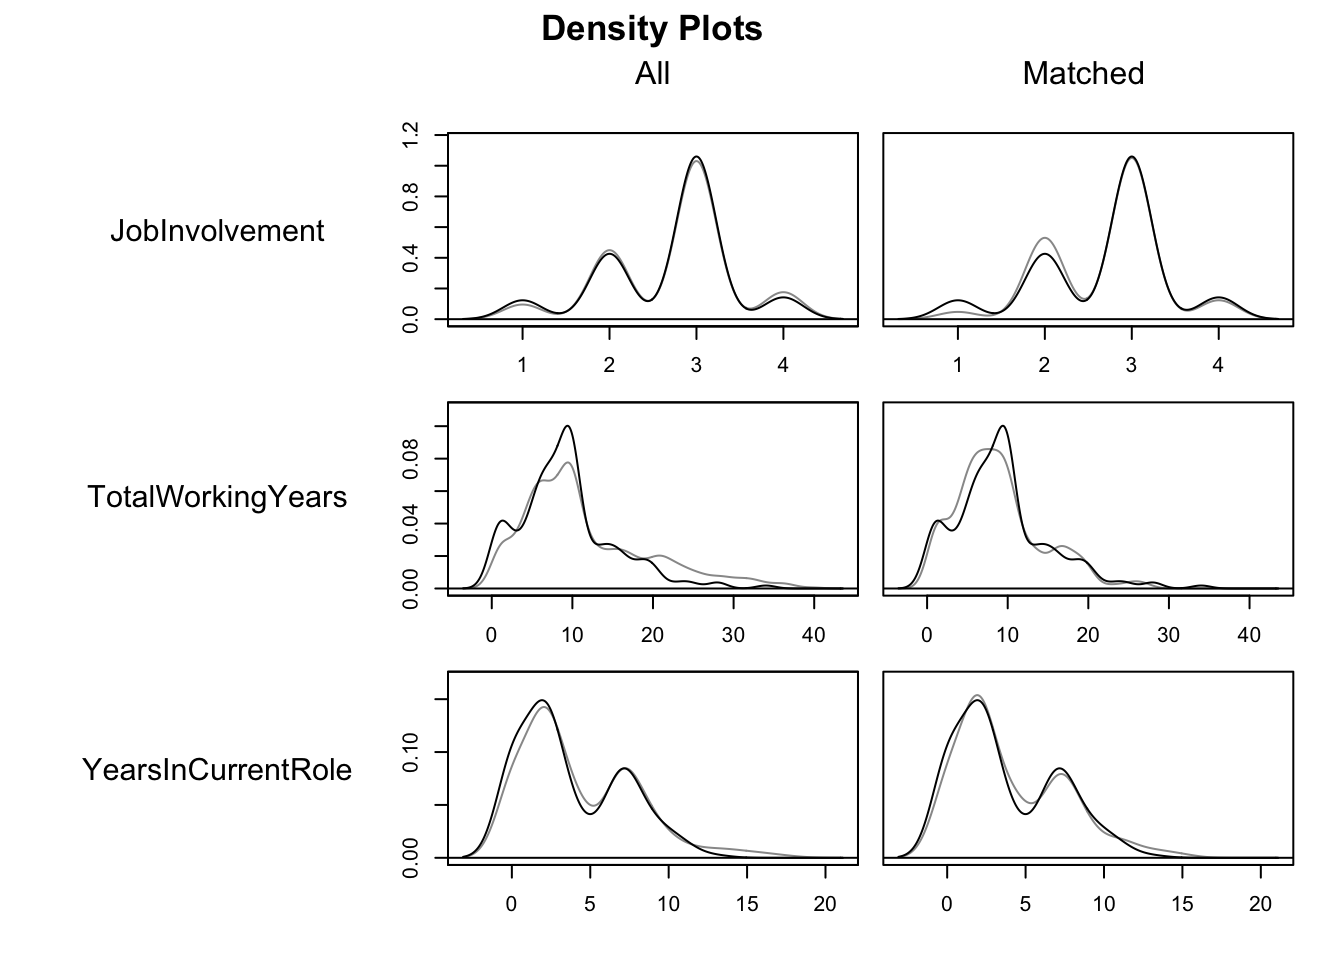 Density Plots
All Matched
JobInvolvement
0.0 0.4 0.8 1.2
1 2 3 4 1 2 3 4
TotalWorkingYears
0.00 0.04 0.08
0 10 20 30 40 0 10 20 30 40
YearsInCurrentRole
0.00 0.10
0 5 10 15 20 0 5 10 15 20